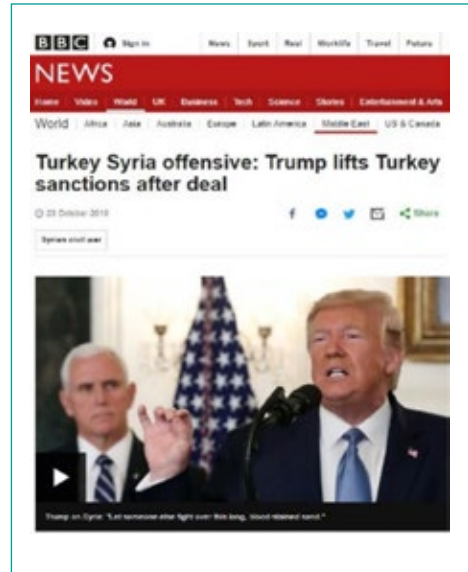 BBC Sign in News Sport Reel Worklife Travel Future
NEWS
Home Video World UK Business Tech Science Stories Entertainment & Arts
World Africa Asia Australia Europe Latin America Middle East US & Canada
Turkey Syria offensive: Trump lifts Turkey
sanctions after deal
23 October 2019
Share
Syrian civil war
Trump on Syria: "Let someone else fight over this long, blood-stained sand."